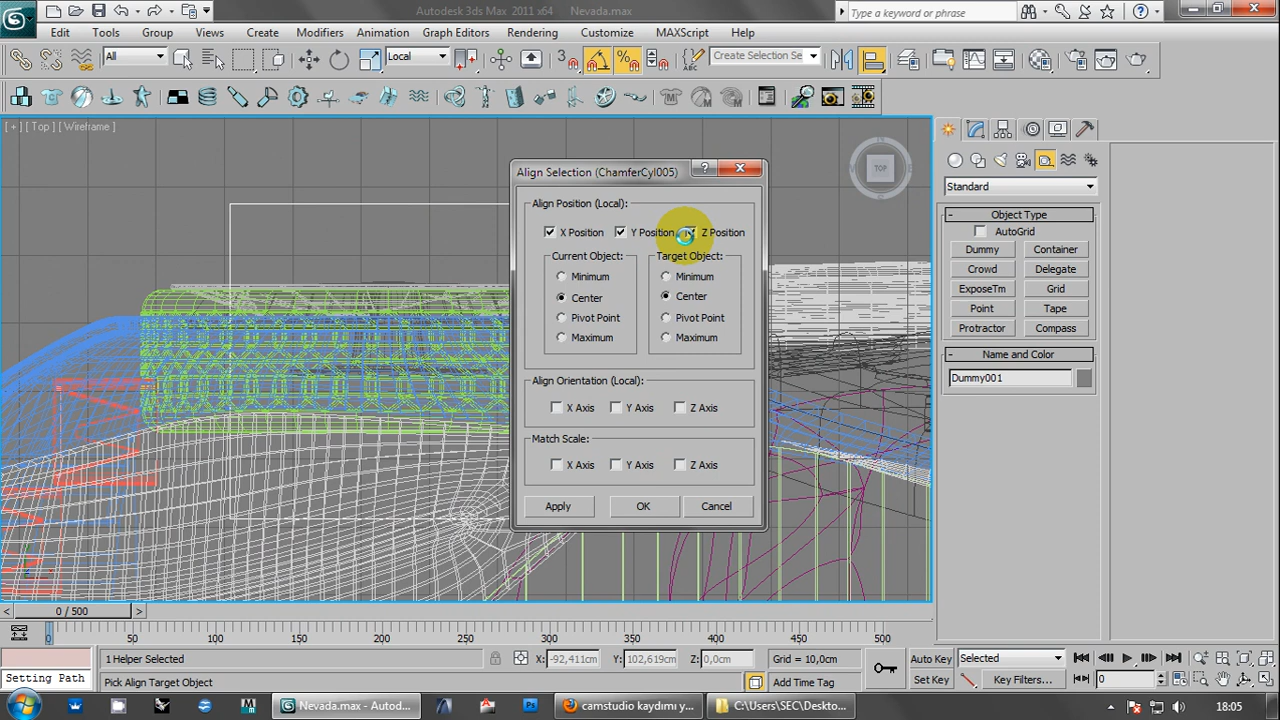 Autodesk 3ds Max 2011 x64 Nevada.max
Type a keyword or phrase
Edit Tools Group Views Create Modifiers Animation Graph Editors Rendering Customize MAXScript Help
All Local 3 Create Selection Se
[ + ] [ Top ] [ Wireframe ]
TOP
Align Selection (ChamferCyl005)
Align Position (Local):
X Position Y Position Z Position
Current Object: Target Object:
Minimum Minimum
Center Center
Pivot Point Pivot Point
Maximum Maximum
Align Orientation (Local):
X Axis Y Axis Z Axis
Match Scale:
X Axis Y Axis Z Axis
Apply OK Cancel
Standard
- Object Type
AutoGrid
Dummy Container
Crowd Delegate
ExposeTm Grid
Point Tape
Protractor Compass
- Name and Color
Dummy001
< 0 / 500 >
0 50 100 150 200 250 300 350 400 450 500
1 Helper Selected X: -92,411cm Y: 102,619cm Z: 0,0cm Grid = 10,0cm Auto Key Selected
Setting Path Pick Align Target Object Add Time Tag Set Key Key Filters... 0
Nevada.max - Autod... camstudio kaydımı y... C:\Users\SEC\Deskto... 18:05